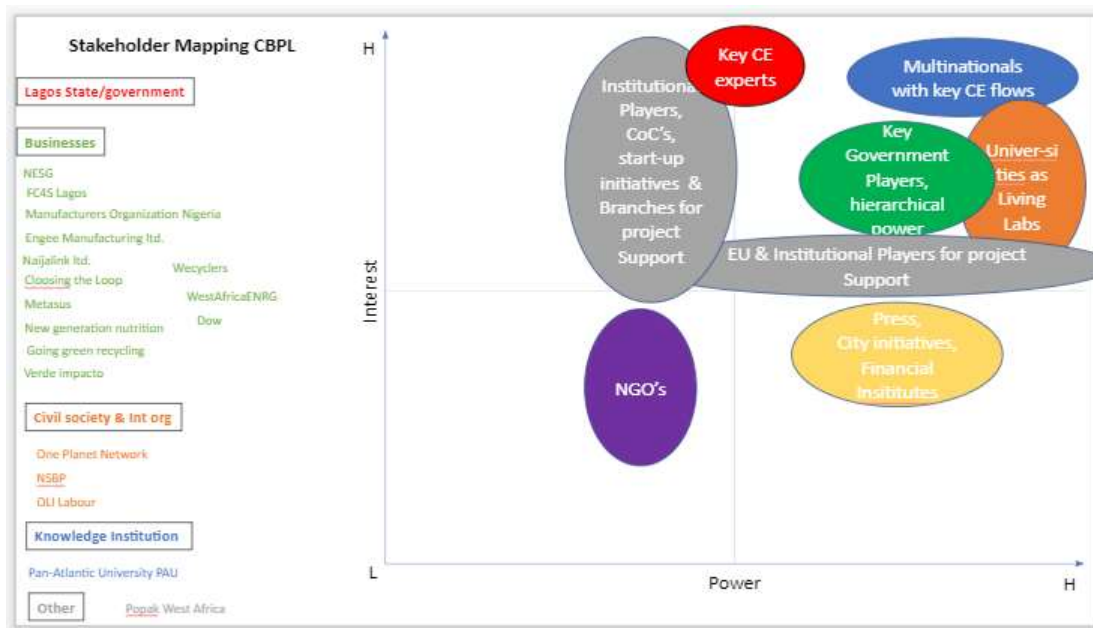 Stakeholder Mapping CBPL
Lagos State/government
Businesses
NESG
FC4S Lagos
Manufacturers Organization Nigeria
Engee Manufacturing ltd.
Naijalink ltd.
Wecyclers
Cloosing the Loop
Metasus
WestAfricaENRG
New generation nutrition
Dow
Going green recycling
Verde impacto
Civil society & Int org
One Planet Network
NSBP
OLI Labour
Knowledge Institution
Pan-Atlantic University PAU
Other
Popak West Africa
H
Interest
L
Power
H
Institutional
Players,
CoC's,
start-up
initiatives &
Branches for
project
Support
Key CE
experts
Multinationals
with key CE flows
Key
Government
Players,
hierarchical
power
Univer-si
ties as
Living
Labs
EU & Institutional Players for project
Support
Press,
City initiatives,
Financial
Insititutes
NGO's